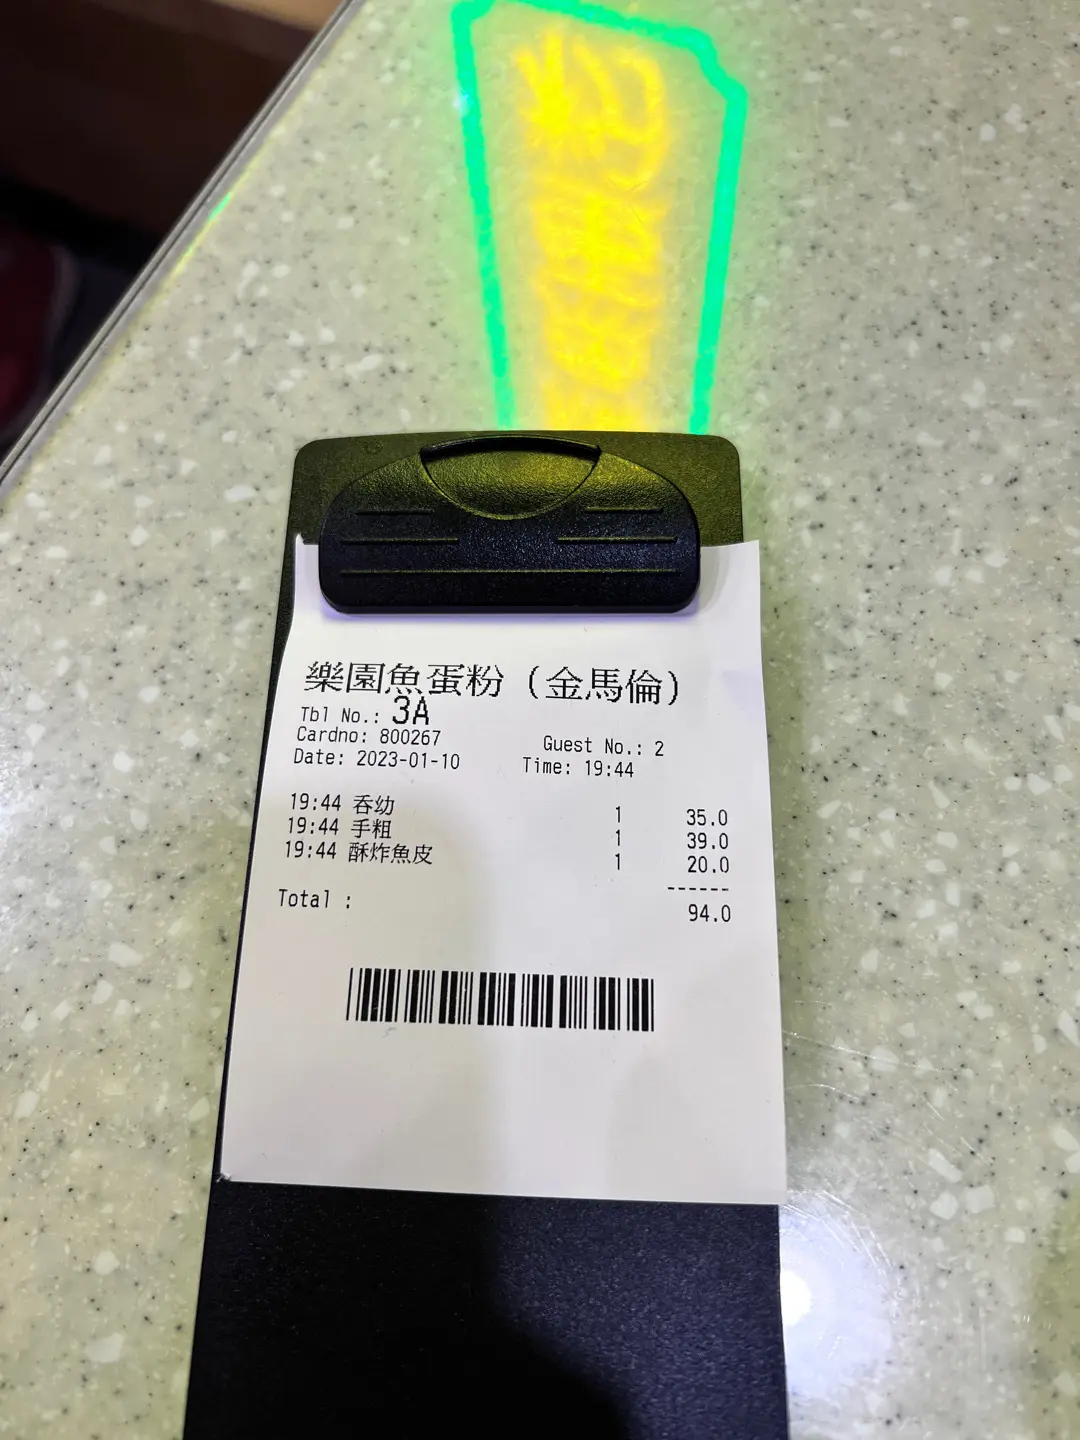 樂園魚蛋粉（金馬倫）
Tbl No.: 3A
Cardno: 800267 Guest No.: 2
Date: 2023-01-10 Time: 19:44
19:44 吞幼 1 35.0
19:44 手粗 1 39.0
19:44 酥炸魚皮 1 20.0
------
Total : 94.0